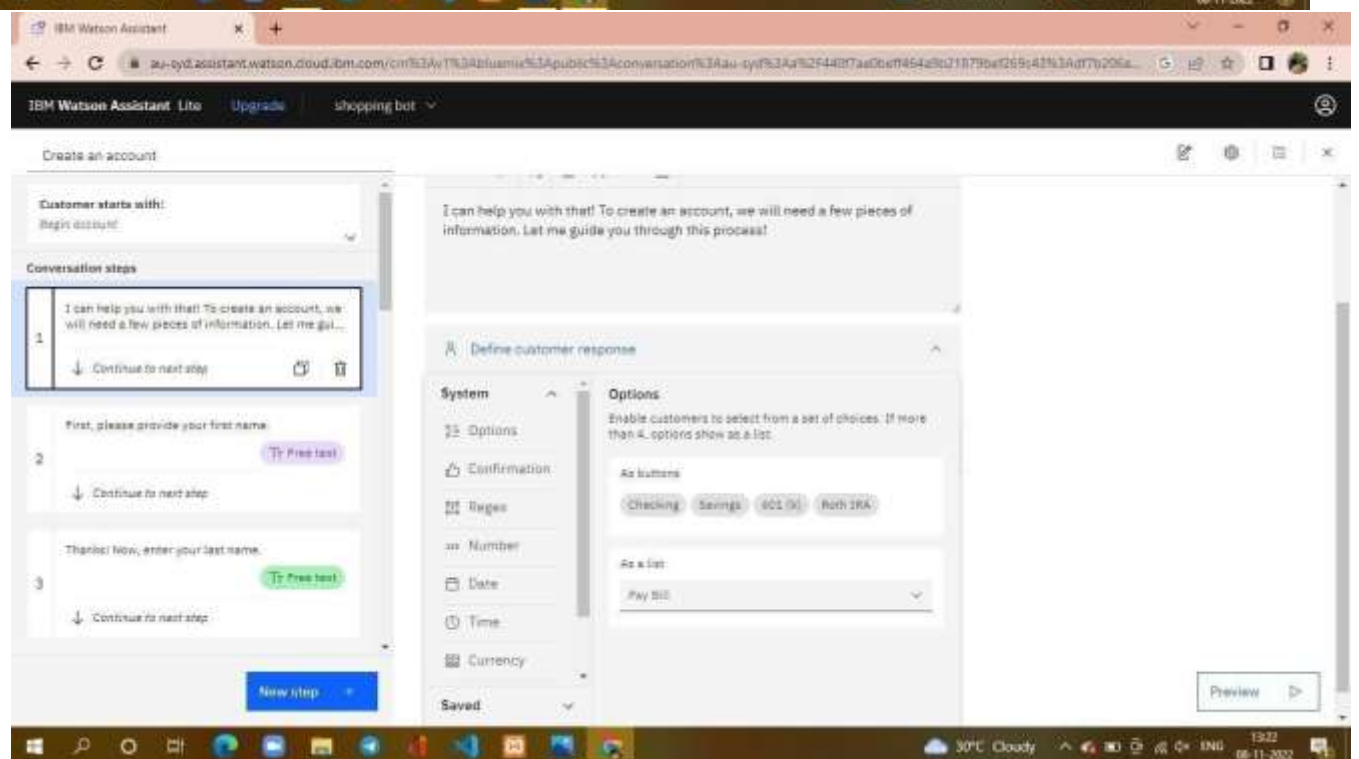 IBM Watson Assistant
au-syd.assistant.watson.cloud.ibm.com/
IBM Watson Assistant Lite Upgrade shopping bot
Create an account
Customer starts with:
Begin account
Conversation steps
1
I can help you with that! To create an account, we
will need a few pieces of information. Let me gui...
Continue to next step
2
First, please provide your first name.
Free text
Continue to next step
3
Thanks! Now, enter your last name.
Free text
Continue to next step
New step +
I can help you with that! To create an account, we will need a few pieces of
information. Let me guide you through this process!
Define customer response
System
Options
Confirmation
Regex
Number
Date
Time
Currency
Saved
Options
Enable customers to select from a set of choices. If more
than 4, options show as a list.
As buttons
Checking Savings Roth IRA
As a list
Pay Bill
Preview
30°C Cloudy ENG 13:22
08-11-2022